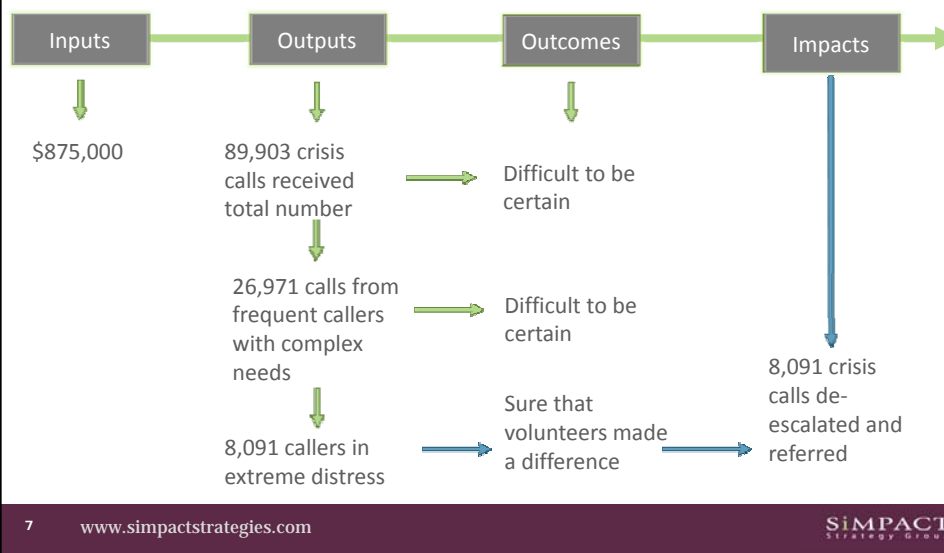 Inputs
Outputs
Outcomes
Impacts
$875,000
89,903 crisis
calls received
total number
Difficult to be
certain
26,971 calls from
frequent callers
with complex
needs
Difficult to be
certain
8,091 callers in
extreme distress
Sure that
volunteers made
a difference
8,091 crisis
calls de-
escalated and
referred
7 www.simpactstrategies.com
SiMPACT
Strategy Grou